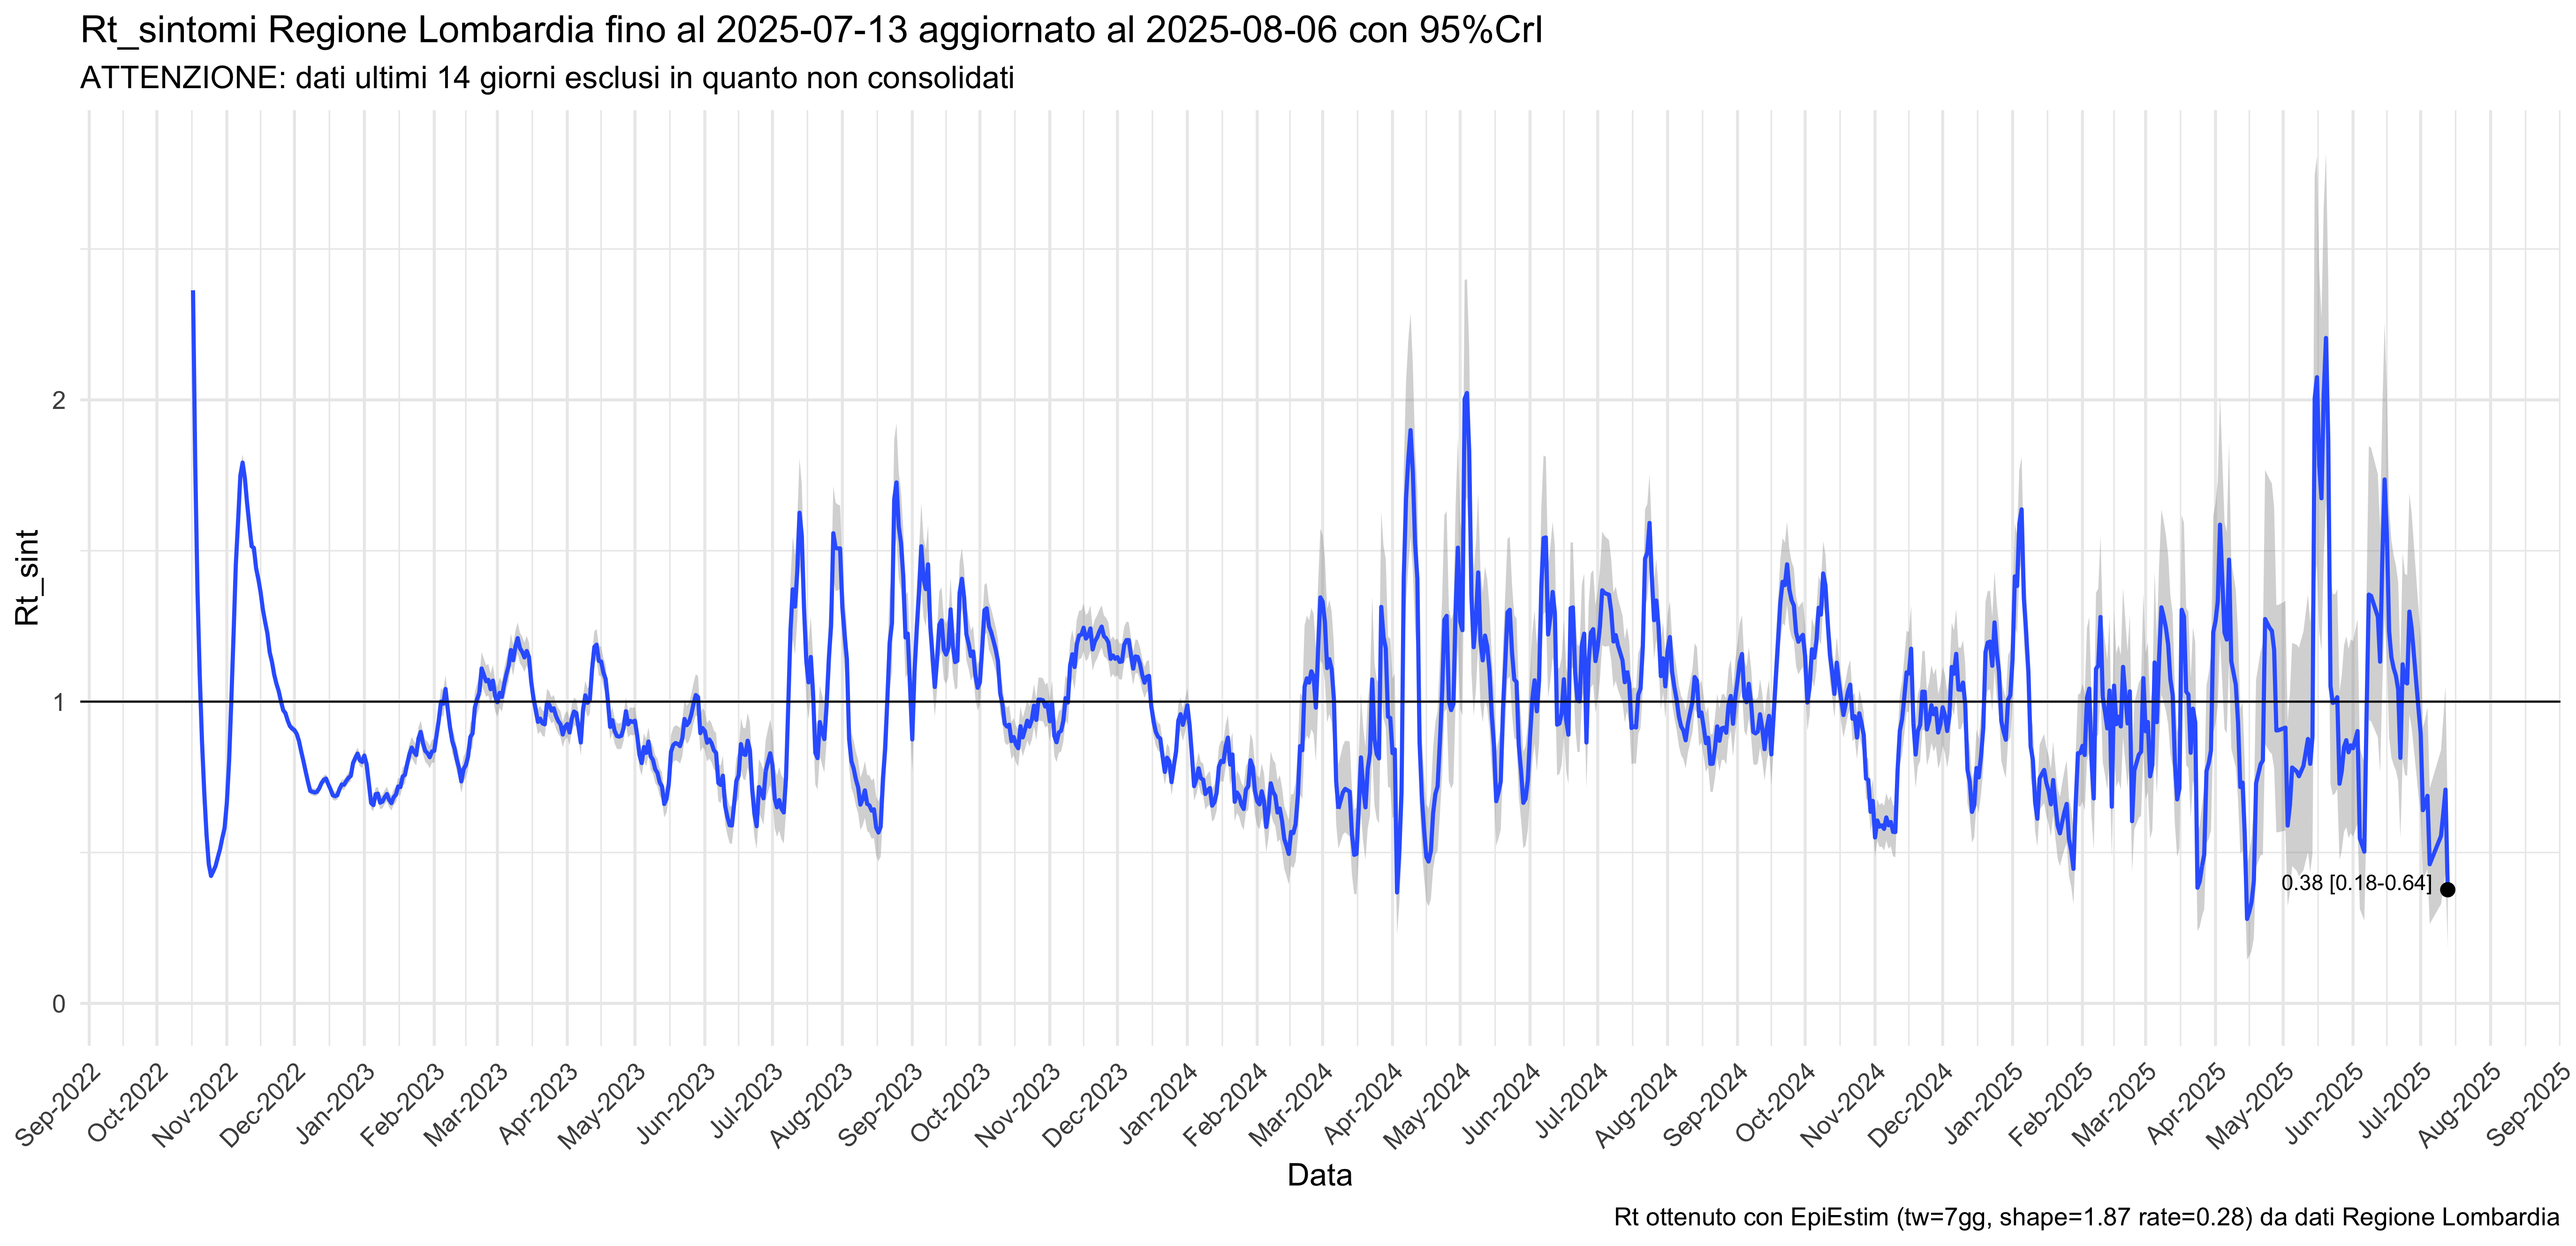 Rt_sintomi Regione Lombardia fino al 2025-07-13 aggiornato al 2025-08-06 con 95%CrI
ATTENZIONE: dati ultimi 14 giorni esclusi in quanto non consolidati
Rt_sint
2
1
0
0.38 [0.18-0.64]
Sep-2022
Oct-2022
Nov-2022
Dec-2022
Jan-2023
Feb-2023
Mar-2023
Apr-2023
May-2023
Jun-2023
Jul-2023
Aug-2023
Sep-2023
Oct-2023
Nov-2023
Dec-2023
Jan-2024
Feb-2024
Mar-2024
Apr-2024
May-2024
Jun-2024
Jul-2024
Aug-2024
Sep-2024
Oct-2024
Nov-2024
Dec-2024
Jan-2025
Feb-2025
Mar-2025
Apr-2025
May-2025
Jun-2025
Jul-2025
Aug-2025
Sep-2025
Data
Rt ottenuto con EpiEstim (tw=7gg, shape=1.87 rate=0.28) da dati Regione Lombardia